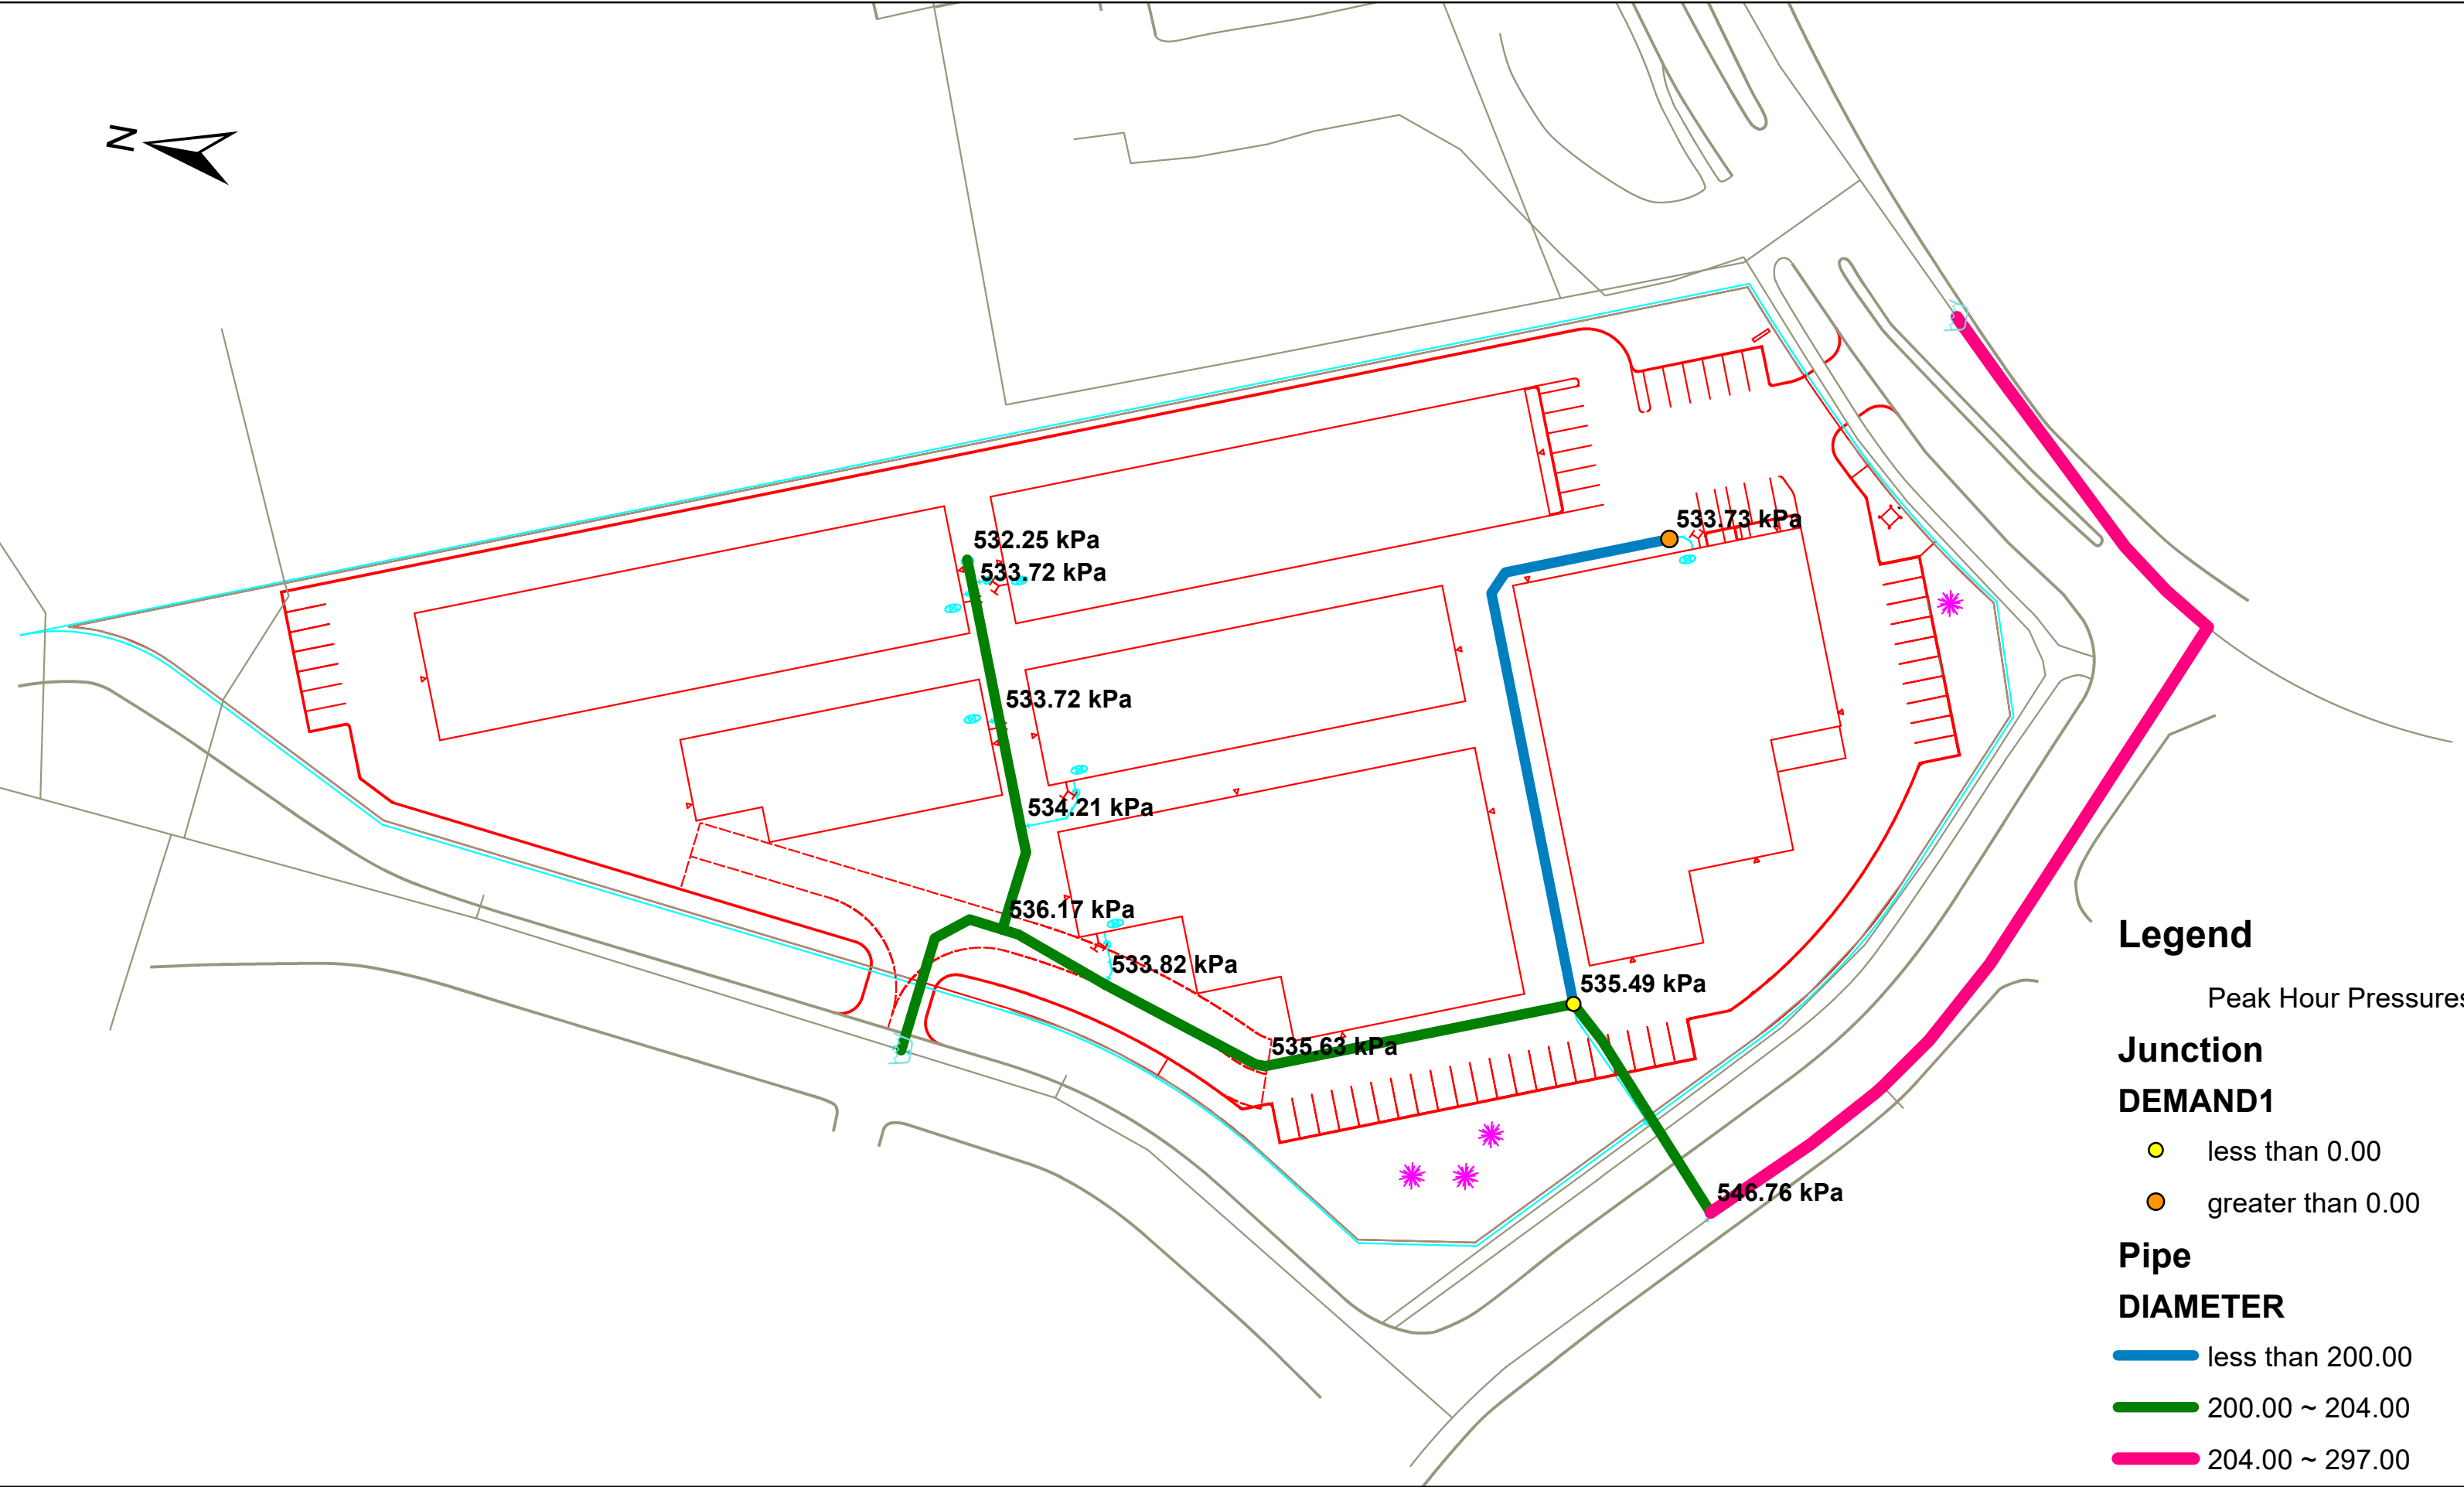 N
533.73 kPa
532.25 kPa
533.72 kPa
533.72 kPa
534.21 kPa
536.17 kPa
533.82 kPa
535.49 kPa
535.63 kPa
546.76 kPa
Legend
Peak Hour Pressures
Junction
DEMAND1
less than 0.00
greater than 0.00
Pipe
DIAMETER
less than 200.00
200.00 ~ 204.00
204.00 ~ 297.00